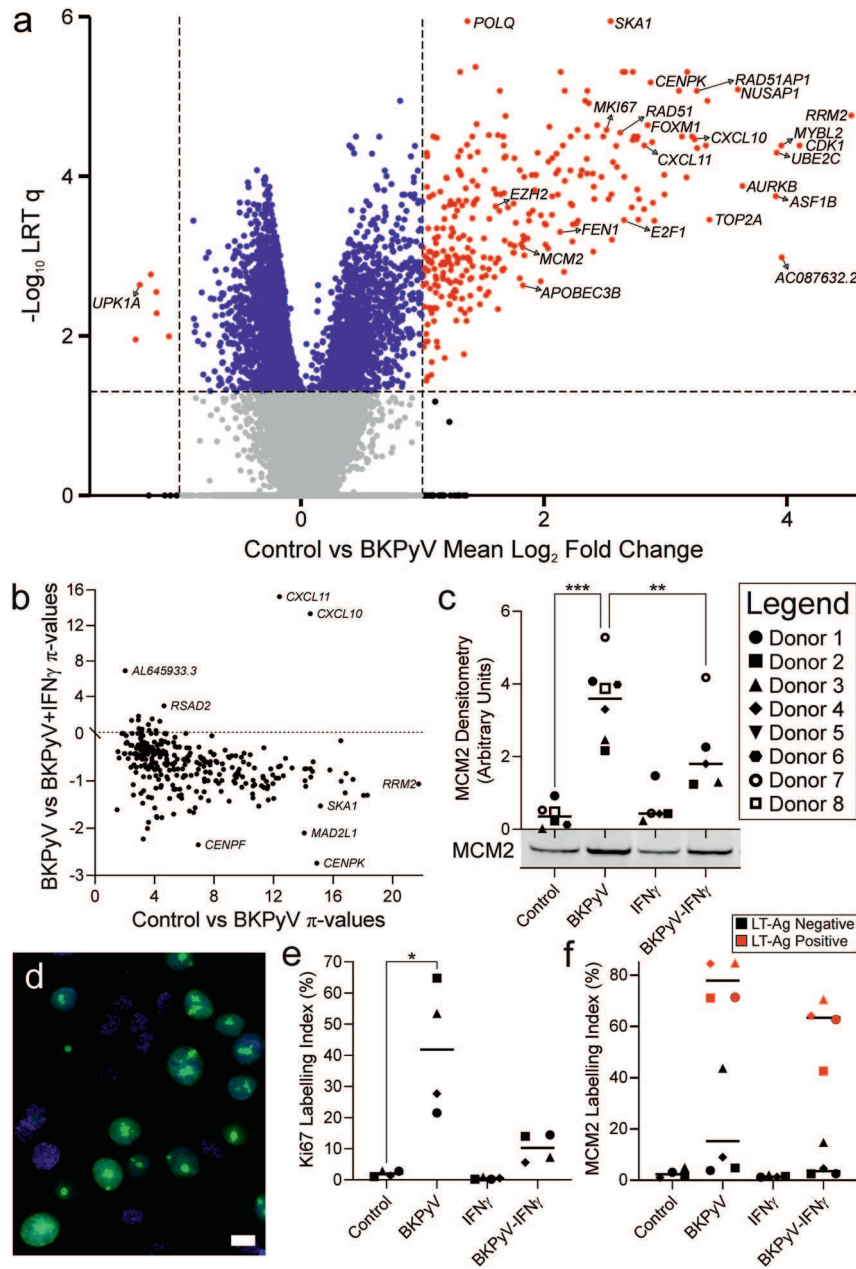 a
6
4
2
0
-Log₁₀ LRT q
POLQ
SKA1
CENPK
RAD51AP1
NUSAP1
MKI67
RAD51
FOXM1
RRM2
CXCL10
MYBL2
CDK1
CXCL11
UBE2C
EZH2
AURKB
ASF1B
FEN1
E2F1
TOP2A
MCM2
AC087632.2
UPK1A
APOBEC3B
0
2
4
Control vs BKPyV Mean Log₂ Fold Change
b
16
12
8
4
0
-1
-2
-3
BKPyV vs BKPyV+IFNγ π-values
CXCL11
CXCL10
AL645933.3
RSAD2
RRM2
SKA1
MAD2L1
CENPF
CENPK
0
4
8
12
16
20
Control vs BKPyV π-values
c
***
**
6
4
2
0
MCM2 Densitometry
(Arbitrary Units)
MCM2
Control
BKPyV
IFNγ
BKPyV-IFNγ
Legend
Donor 1
Donor 2
Donor 3
Donor 4
Donor 5
Donor 6
Donor 7
Donor 8
d
e
*
70
60
50
40
30
20
10
0
Ki67 Labelling Index (%)
Control
BKPyV
IFNγ
BKPyV-IFNγ
LT-Ag Negative
LT-Ag Positive
f
80
60
40
20
0
MCM2 Labelling Index (%)
Control
BKPyV
IFNγ
BKPyV-IFNγ